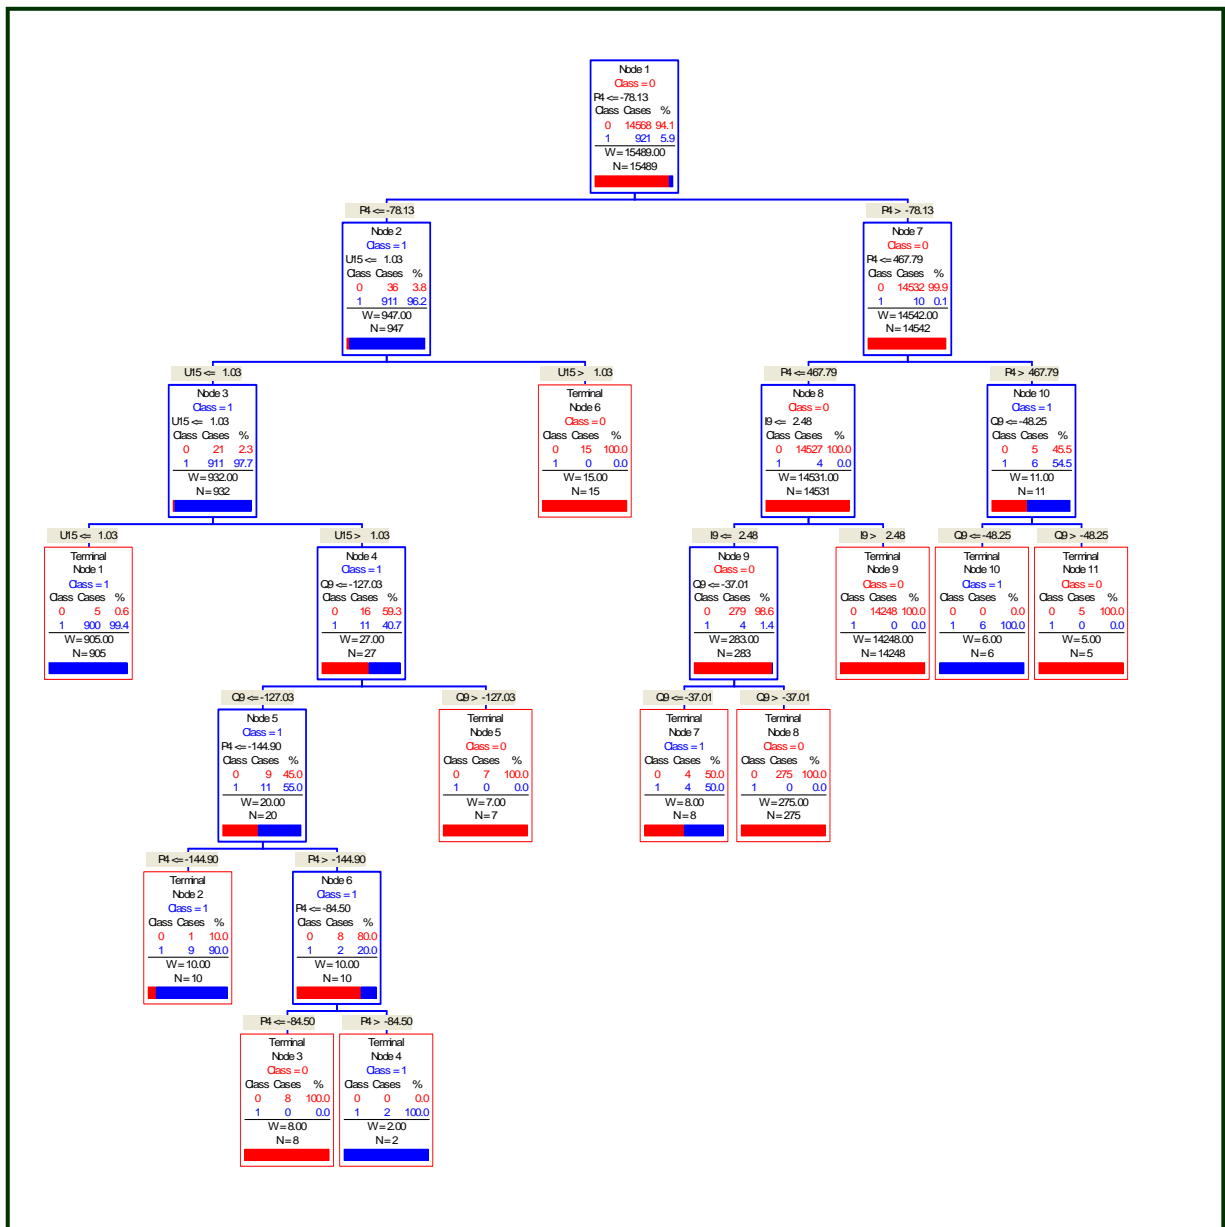 Node 1
Class = 0
P4 <= -78.13
Class Cases %
0 14568 94.1
1 921 5.9
W = 15489.00
N = 15489
P4 <= -78.13
P4 > -78.13
Node 2
Class = 1
U15 <= 1.03
Class Cases %
0 36 3.8
1 911 96.2
W = 947.00
N = 947
Node 7
Class = 0
P4 <= 467.79
Class Cases %
0 14532 99.9
1 10 0.1
W = 14542.00
N = 14542
U15 <= 1.03
U15 > 1.03
P4 <= 467.79
P4 > 467.79
Node 3
Class = 1
U15 <= 1.03
Class Cases %
0 21 2.3
1 911 97.7
W = 932.00
N = 932
Terminal
Node 6
Class = 0
Class Cases %
0 15 100.0
1 0 0.0
W = 15.00
N = 15
Node 8
Class = 0
I9 <= 2.48
Class Cases %
0 14527 100.0
1 4 0.0
W = 14531.00
N = 14531
Node 10
Class = 1
Q9 <= -48.25
Class Cases %
0 5 45.5
1 6 54.5
W = 11.00
N = 11
U15 <= 1.03
U15 > 1.03
I9 <= 2.48
I9 > 2.48
Q9 <= -48.25
Q9 > -48.25
Terminal
Node 1
Class = 1
Class Cases %
0 5 0.6
1 900 99.4
W = 905.00
N = 905
Node 4
Class = 1
Q9 <= -127.03
Class Cases %
0 16 59.3
1 11 40.7
W = 27.00
N = 27
Node 9
Class = 0
Q9 <= -37.01
Class Cases %
0 279 98.6
1 4 1.4
W = 283.00
N = 283
Terminal
Node 9
Class = 0
Class Cases %
0 14248 100.0
1 0 0.0
W = 14248.00
N = 14248
Terminal
Node 10
Class = 1
Class Cases %
0 0 0.0
1 6 100.0
W = 6.00
N = 6
Terminal
Node 11
Class = 0
Class Cases %
0 5 100.0
1 0 0.0
W = 5.00
N = 5
Q9 <= -127.03
Q9 > -127.03
Q9 <= -37.01
Q9 > -37.01
Node 5
Class = 1
P4 <= -144.90
Class Cases %
0 9 45.0
1 11 55.0
W = 20.00
N = 20
Terminal
Node 5
Class = 0
Class Cases %
0 7 100.0
1 0 0.0
W = 7.00
N = 7
Terminal
Node 7
Class = 1
Class Cases %
0 4 50.0
1 4 50.0
W = 8.00
N = 8
Terminal
Node 8
Class = 0
Class Cases %
0 275 100.0
1 0 0.0
W = 275.00
N = 275
P4 <= -144.90
P4 > -144.90
Terminal
Node 2
Class = 1
Class Cases %
0 1 10.0
1 9 90.0
W = 10.00
N = 10
Node 6
Class = 1
P4 <= -84.50
Class Cases %
0 8 80.0
1 2 20.0
W = 10.00
N = 10
P4 <= -84.50
P4 > -84.50
Terminal
Node 3
Class = 0
Class Cases %
0 8 100.0
1 0 0.0
W = 8.00
N = 8
Terminal
Node 4
Class = 1
Class Cases %
0 0 0.0
1 2 100.0
W = 2.00
N = 2